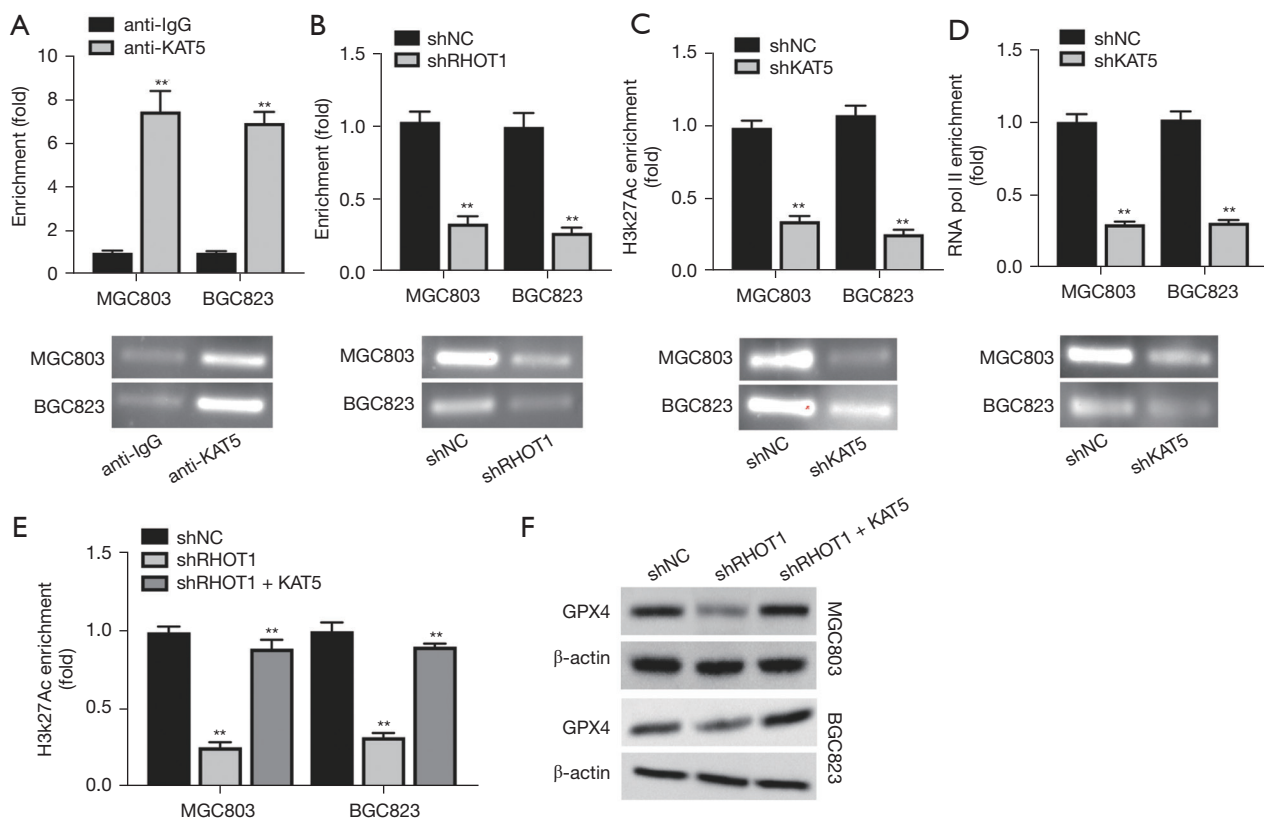 A
anti-IgG
anti-KAT5
Enrichment (fold)
10
8
6
4
2
0
**
**
MGC803
BGC823
MGC803
BGC823
anti-IgG
anti-KAT5
B
shNC
shRHOT1
Enrichment (fold)
1.5
1.0
0.5
0.0
**
**
MGC803
BGC823
MGC803
BGC823
shNC
shRHOT1
C
shNC
shKAT5
H3k27Ac enrichment
(fold)
1.5
1.0
0.5
0.0
**
**
MGC803
BGC823
MGC803
BGC823
shNC
shKAT5
D
shNC
shKAT5
RNA pol II enrichment
(fold)
1.5
1.0
0.5
0.0
**
**
MGC803
BGC823
MGC803
BGC823
shNC
shKAT5
E
shNC
shRHOT1
shRHOT1 + KAT5
H3k27Ac enrichment
(fold)
1.5
1.0
0.5
0.0
**
**
**
**
MGC803
BGC823
F
shNC
shRHOT1
shRHOT1 + KAT5
GPX4
β-actin
MGC803
GPX4
β-actin
BGC823